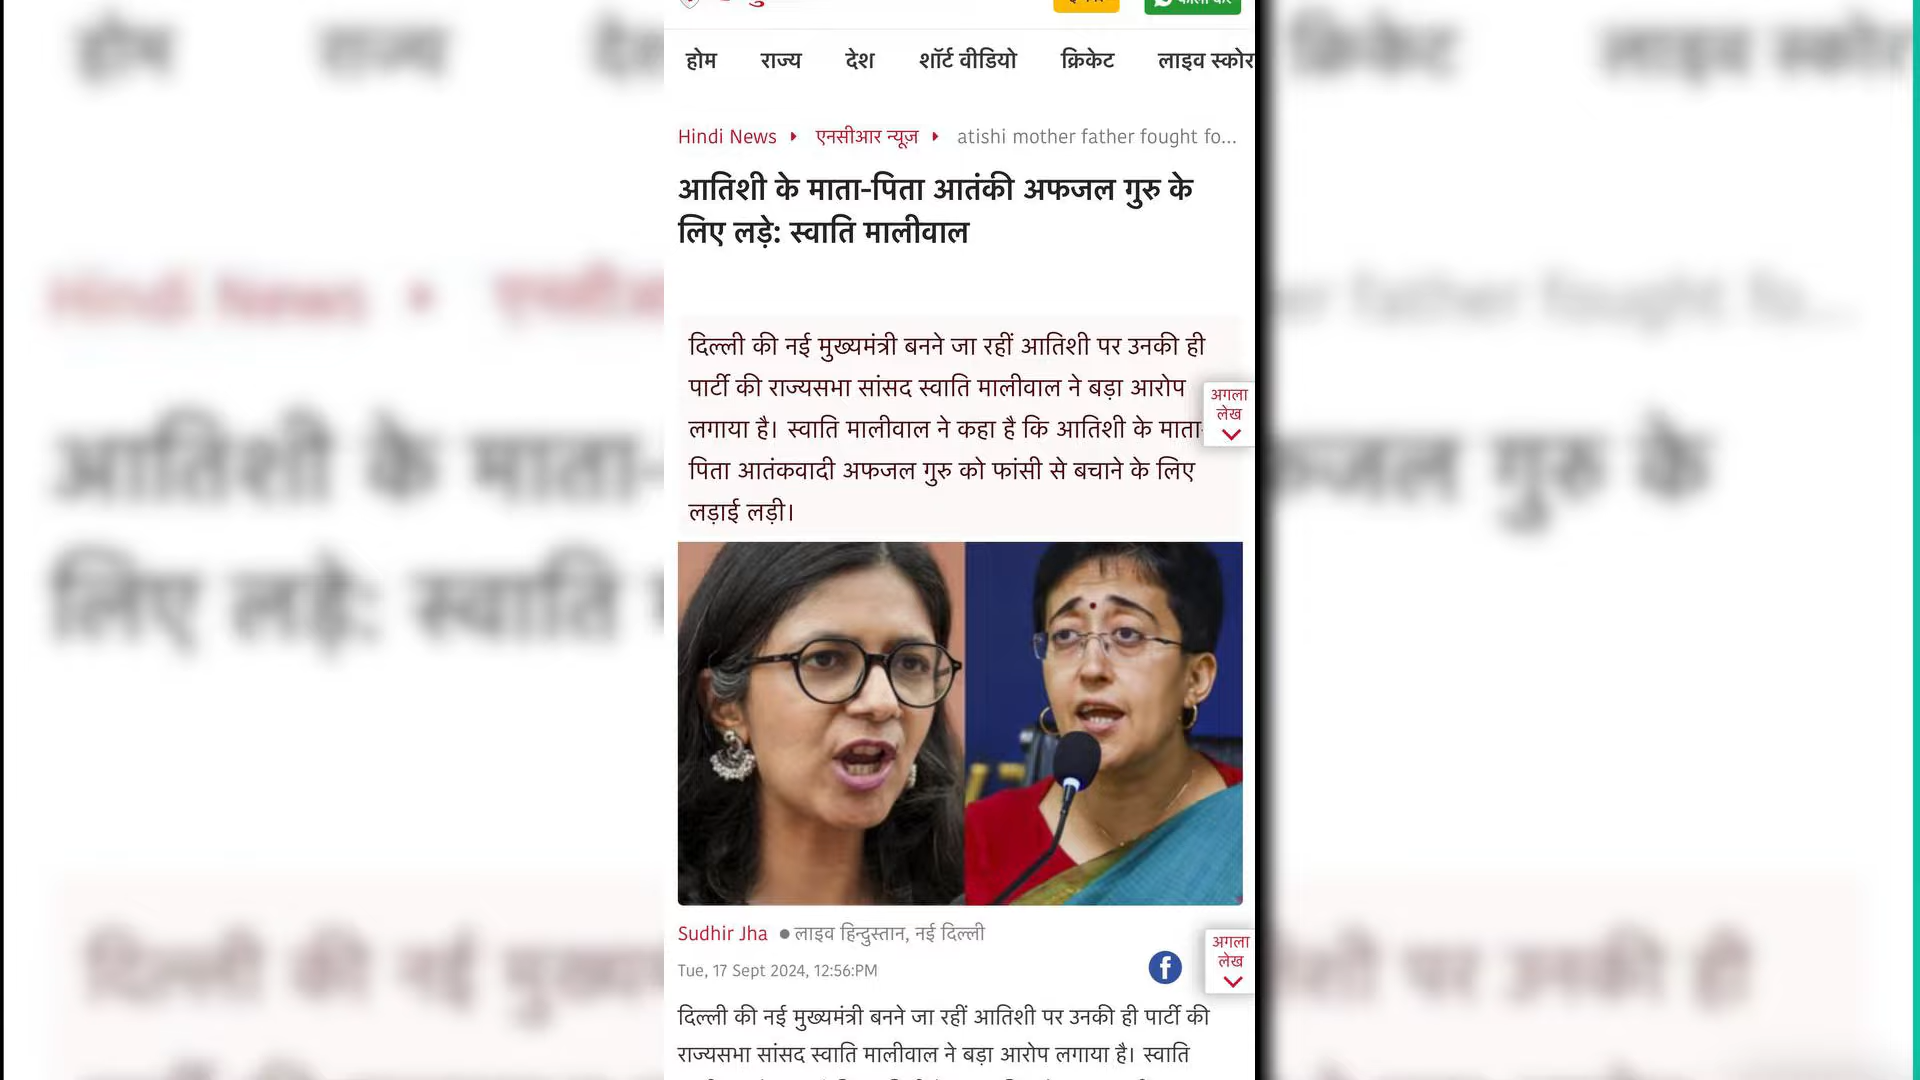 होम राज्य देश शॉर्ट वीडियो क्रिकेट लाइव स्कोर
Hindi News एनसीआर न्यूज़ atishi mother father fought fo...
आतिशी के माता-पिता आतंकी अफजल गुरु के
लिए लड़े: स्वाति मालीवाल
दिल्ली की नई मुख्यमंत्री बनने जा रहीं आतिशी पर उनकी ही
पार्टी की राज्यसभा सांसद स्वाति मालीवाल ने बड़ा आरोप
लगाया है। स्वाति मालीवाल ने कहा है कि आतिशी के माता-
पिता आतंकवादी अफजल गुरु को फांसी से बचाने के लिए
लड़ाई लड़ी।
अगला
लेख
Sudhir Jha लाइव हिन्दुस्तान, नई दिल्ली
Tue, 17 Sept 2024, 12:56:PM
अगला
लेख
दिल्ली की नई मुख्यमंत्री बनने जा रहीं आतिशी पर उनकी ही पार्टी की
राज्यसभा सांसद स्वाति मालीवाल ने बड़ा आरोप लगाया है। स्वाति